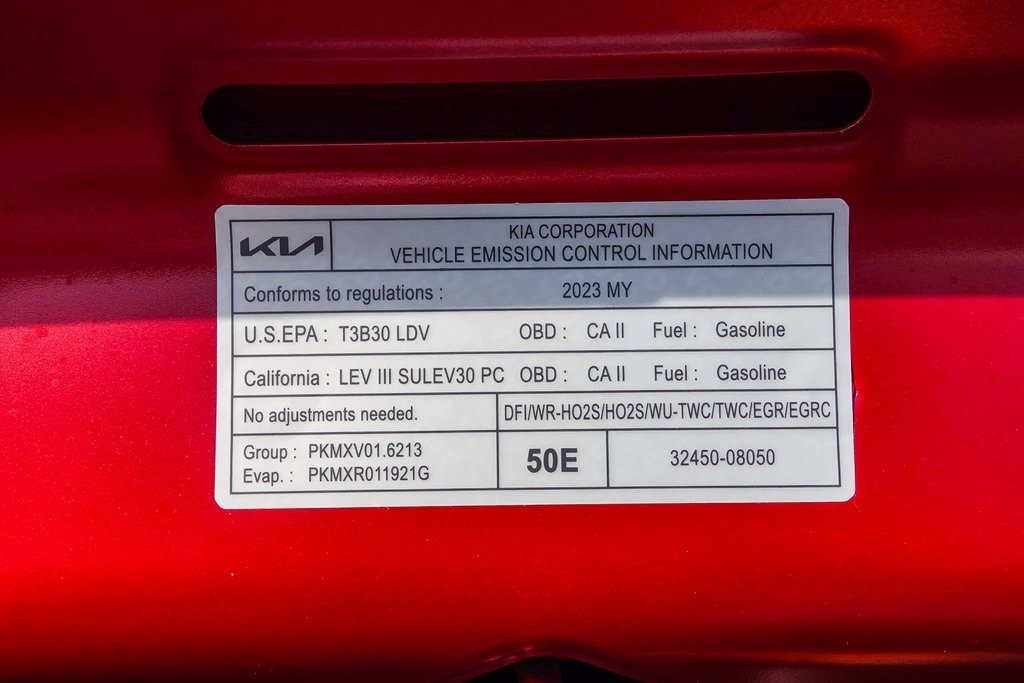 KIA
KIA CORPORATION
VEHICLE EMISSION CONTROL INFORMATION
Conforms to regulations : 2023 MY
U.S.EPA : T3B30 LDV OBD : CA II Fuel : Gasoline
California : LEV III SULEV30 PC OBD : CA II Fuel : Gasoline
No adjustments needed. DFI/WR-HO2S/HO2S/WU-TWC/TWC/EGR/EGRC
Group : PKMXV01.6213
Evap. : PKMXR011921G
50E
32450-08050